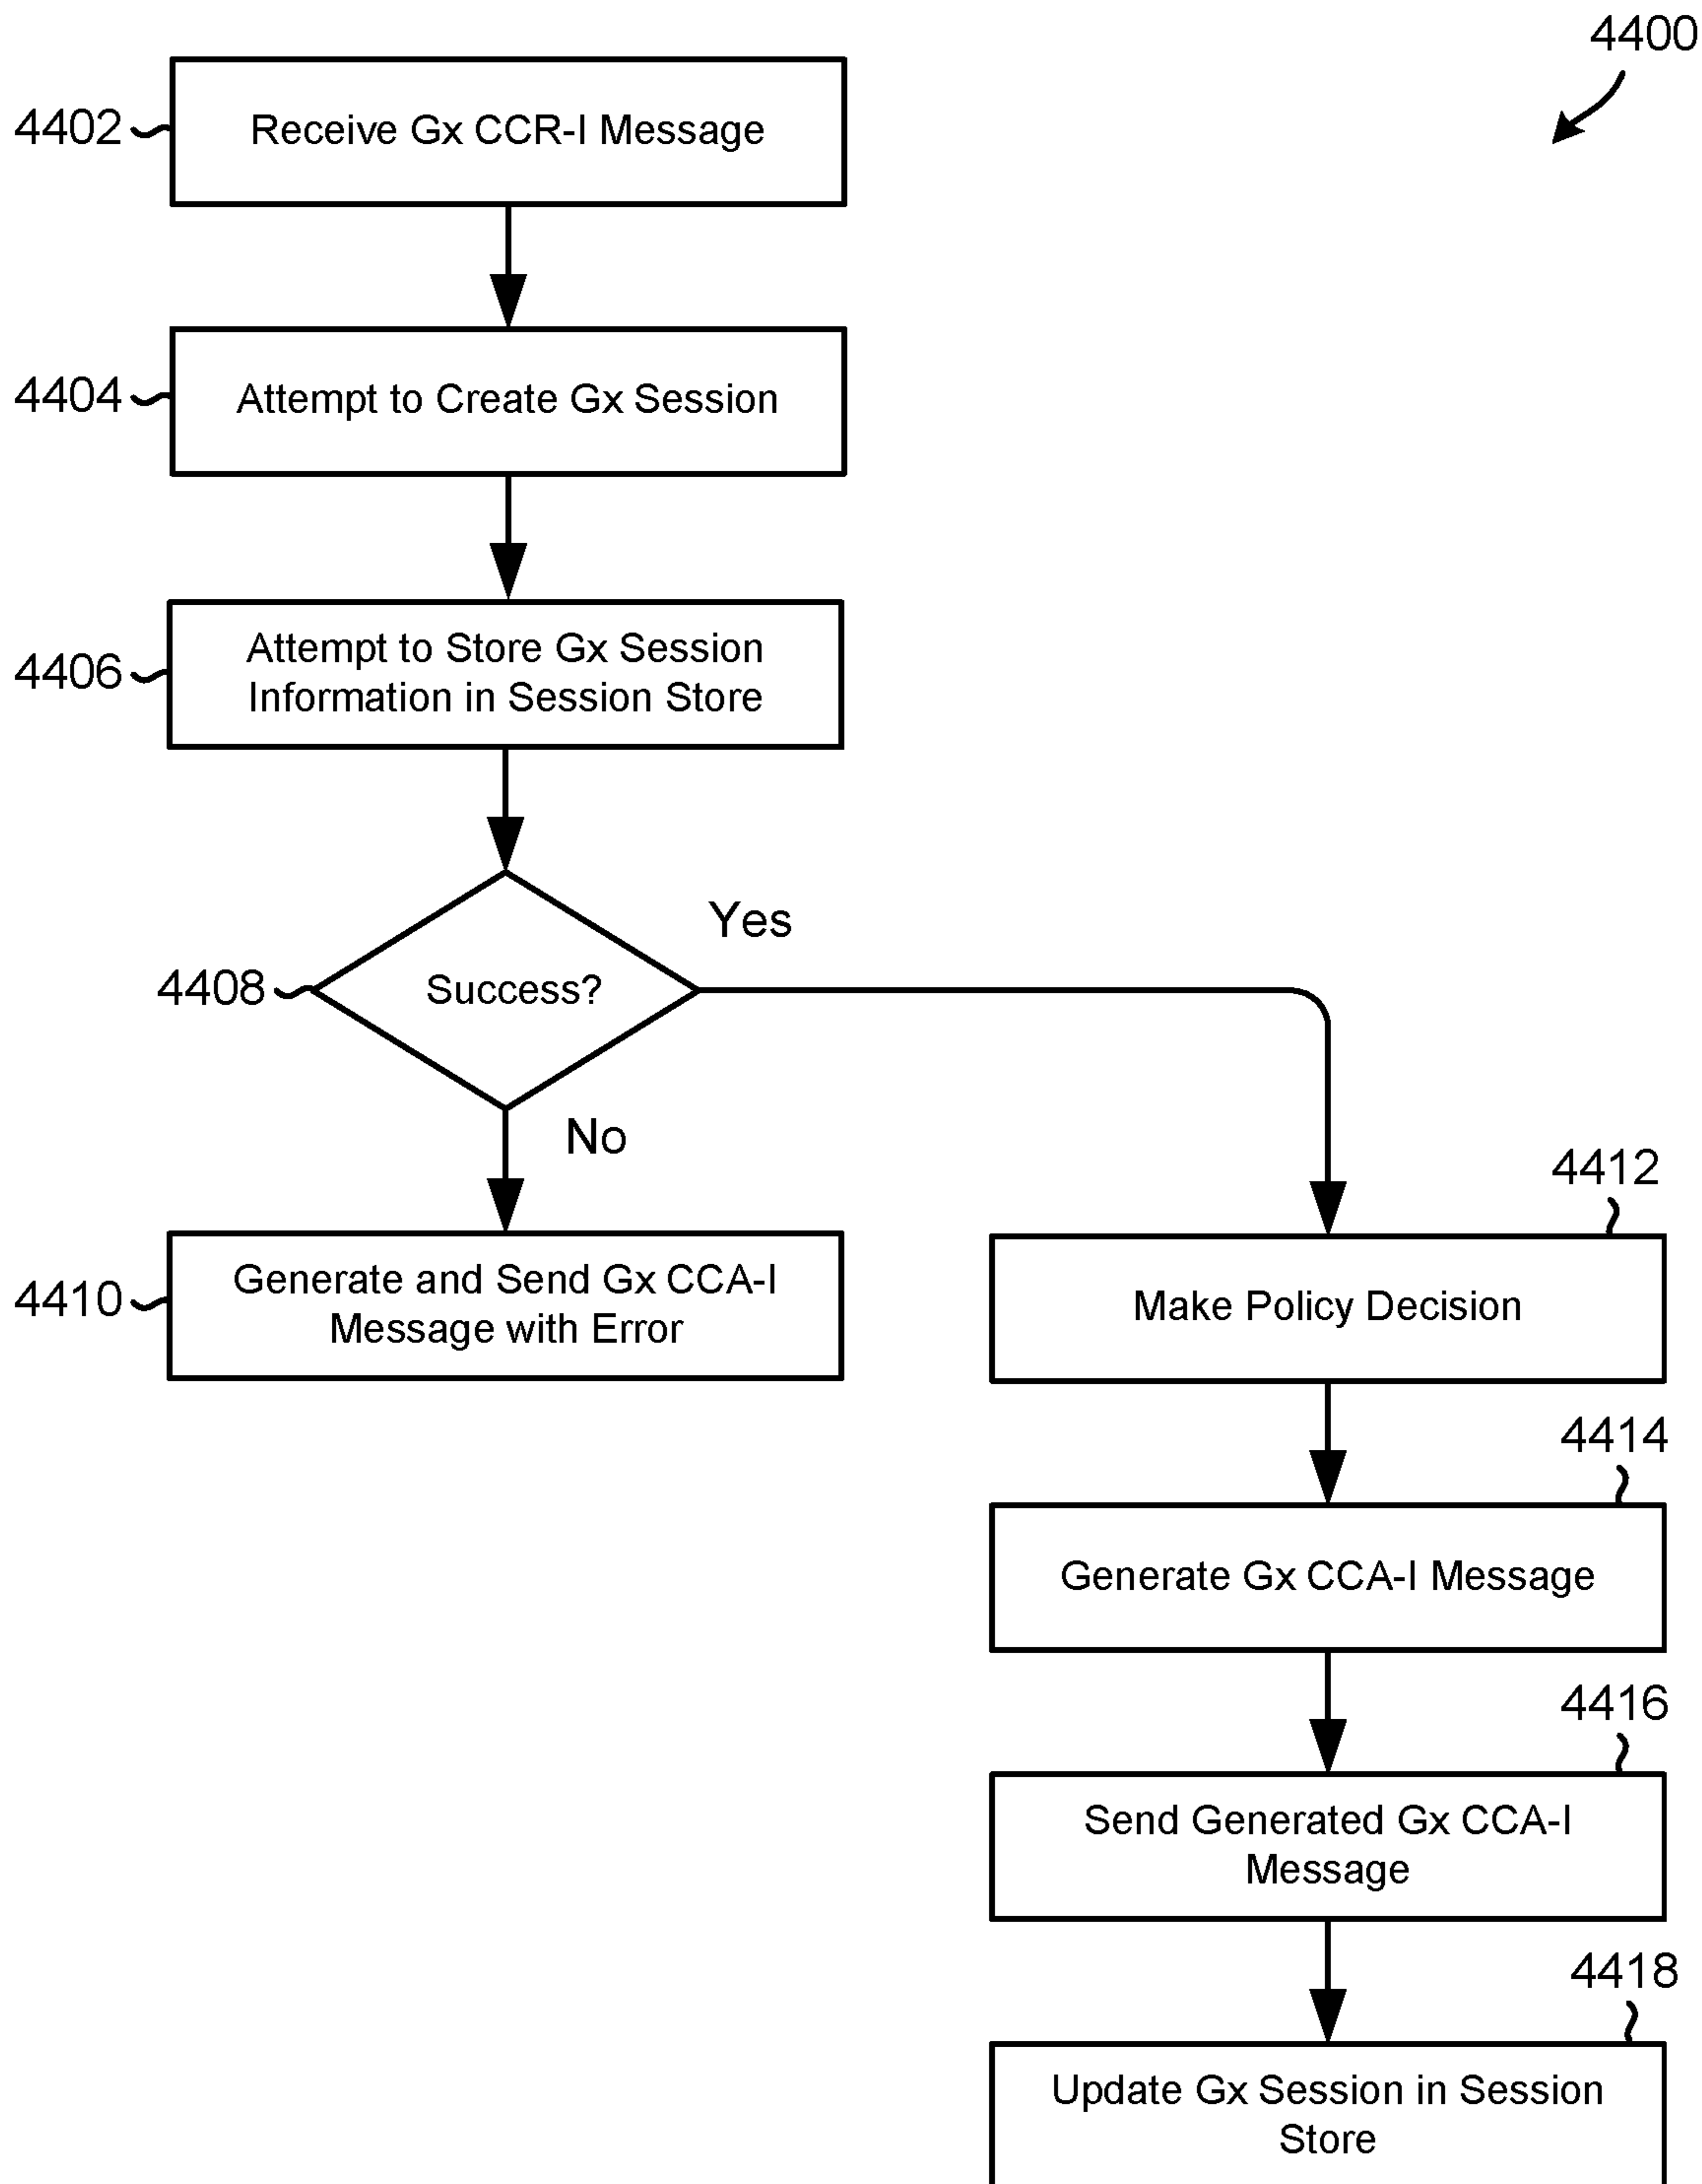 4400
4402
Receive Gx CCR-I Message
4404
Attempt to Create Gx Session
4406
Attempt to Store Gx Session
Information in Session Store
Yes
4408
Success?
No
4410
Generate and Send Gx CCA-I
Message with Error
4412
Make Policy Decision
4414
Generate Gx CCA-I Message
4416
Send Generated Gx CCA-I
Message
4418
Update Gx Session in Session
Store